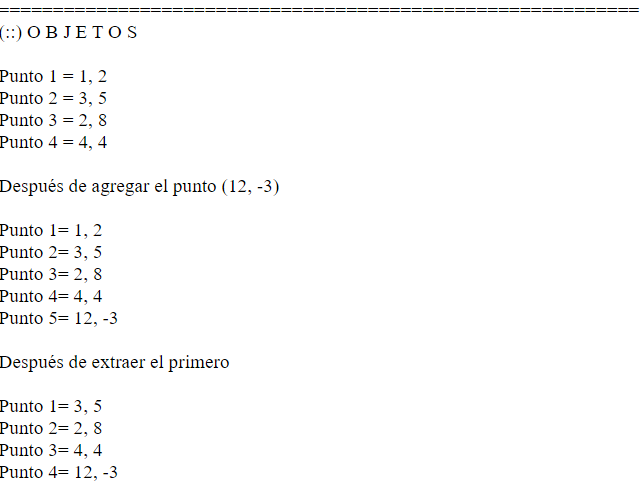 ==========================================================
(::) O B J E T O S
Punto 1 = 1, 2
Punto 2 = 3, 5
Punto 3 = 2, 8
Punto 4 = 4, 4
Después de agregar el punto (12, -3)
Punto 1= 1, 2
Punto 2= 3, 5
Punto 3= 2, 8
Punto 4= 4, 4
Punto 5= 12, -3
Después de extraer el primero
Punto 1= 3, 5
Punto 2= 2, 8
Punto 3= 4, 4
Punto 4= 12, -3